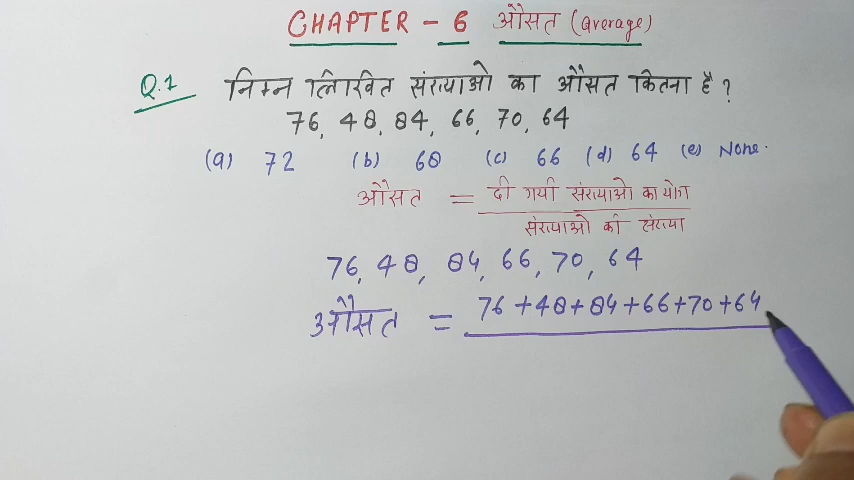 CHAPTER - 6 औसत (average)
Q.1 निम्न लिखित संख्याओ का औसत कितना है ?
76, 48, 84, 66, 70, 64
(a) 72 (b) 68 (c) 66 (d) 64 (e) None.
औसत = दी गयी संख्याओ का योग
संख्याओ की संख्या
76, 48, 84, 66, 70, 64
औसत = 76 + 48 + 84 + 66 + 70 + 64